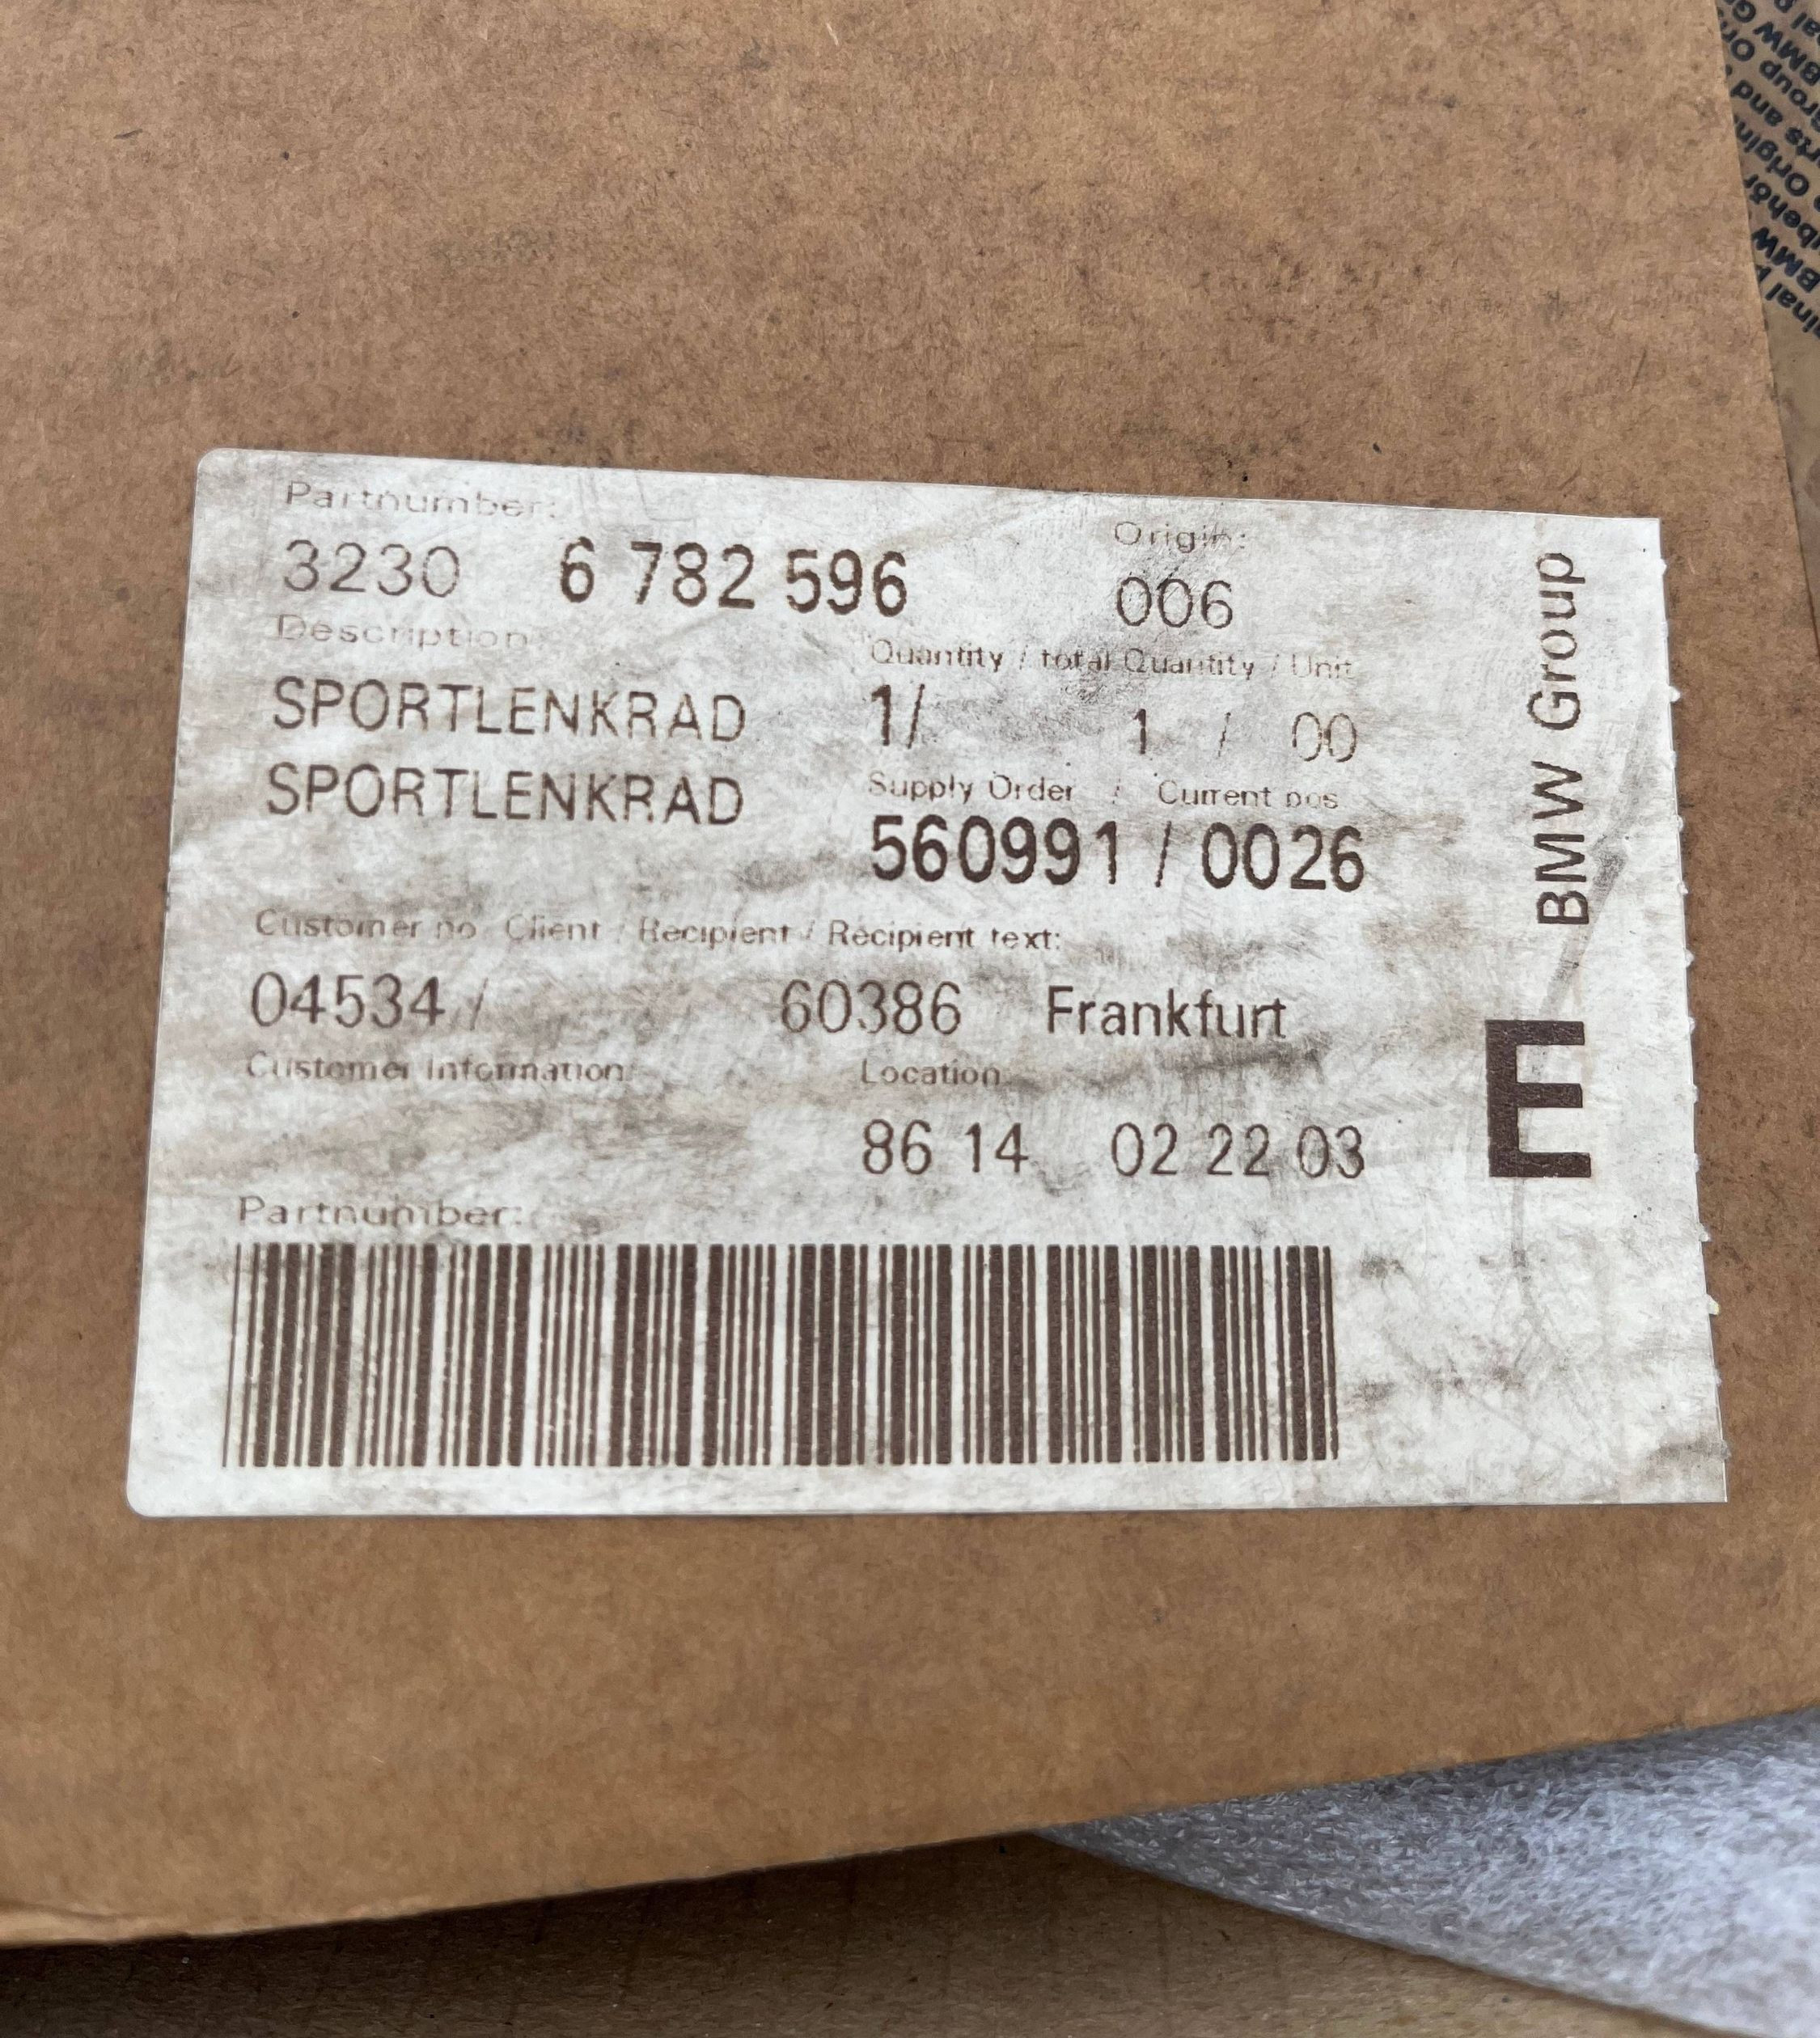 Partnumber:
3230 6 782 596
Origin:
006
Description
SPORTLENKRAD
SPORTLENKRAD
Quantity / total Quantity / Unit
1/ 1 / 00
Supply Order / Current pos
560991 / 0026
Customer no. Client / Recipient / Recipient text:
04534 / 60386 Frankfurt
Customer Information:
Location:
86 14 02 22 03
Partnumber:
BMW Group
E
BMW